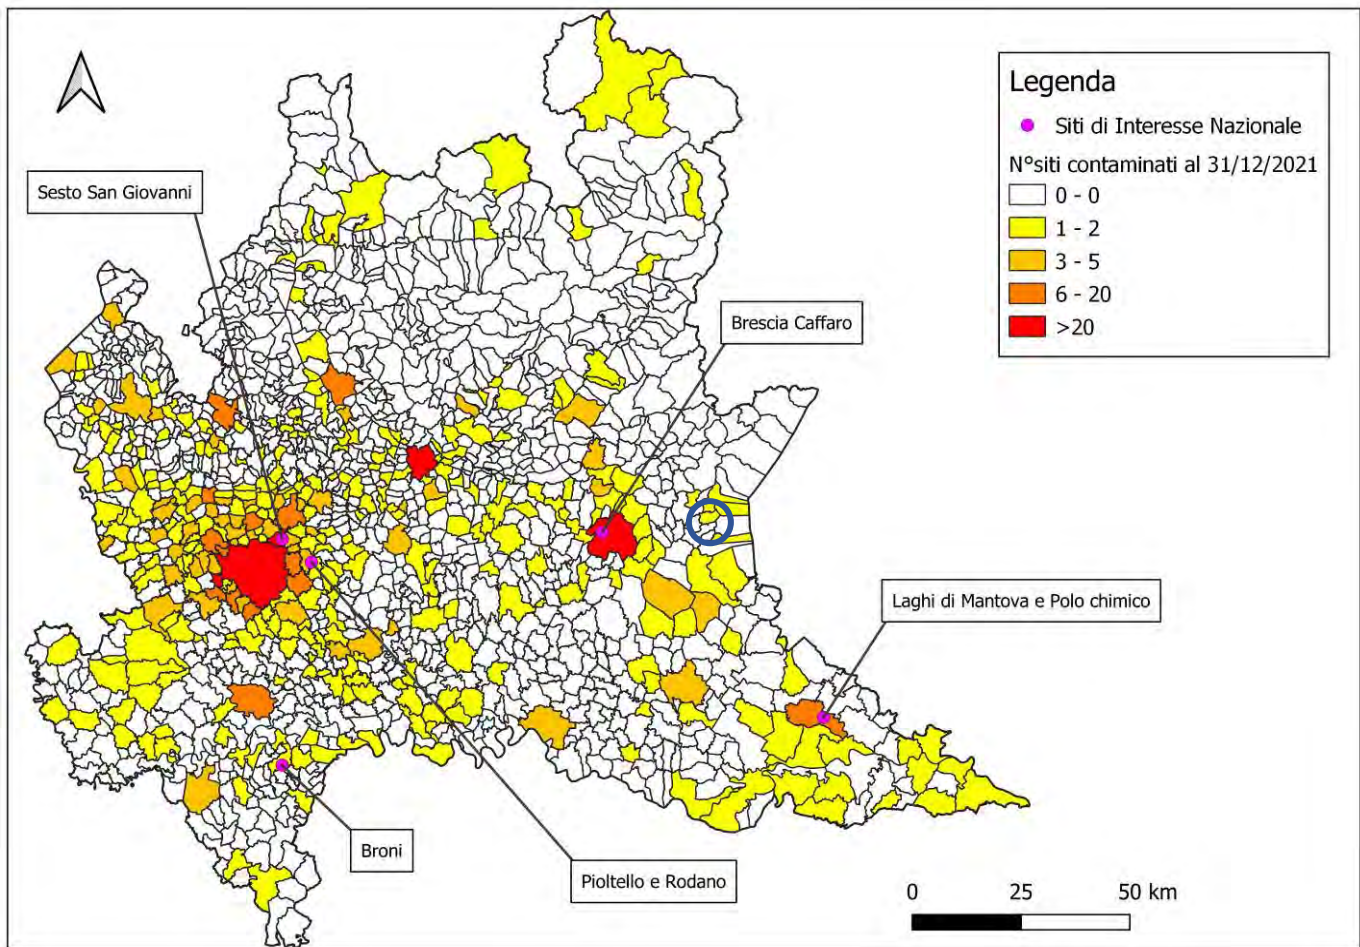 Legenda
Siti di Interesse Nazionale
N°siti contaminati al 31/12/2021
0 - 0
1 - 2
3 - 5
6 - 20
>20
Sesto San Giovanni
Brescia Caffaro
Laghi di Mantova e Polo chimico
Broni
Pioltello e Rodano
0 25 50 km